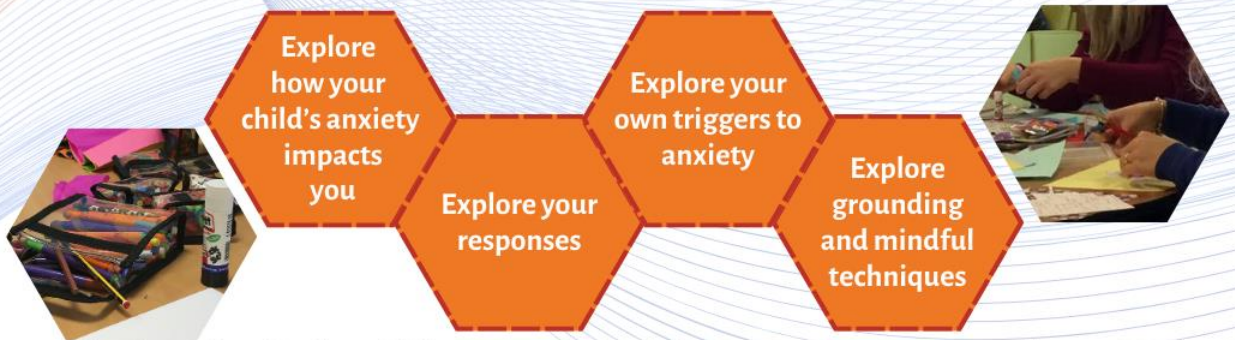 Explore
how your
child's anxiety
impacts
you
Explore your
responses
Explore your
own triggers to
anxiety
Explore
grounding
and mindful
techniques